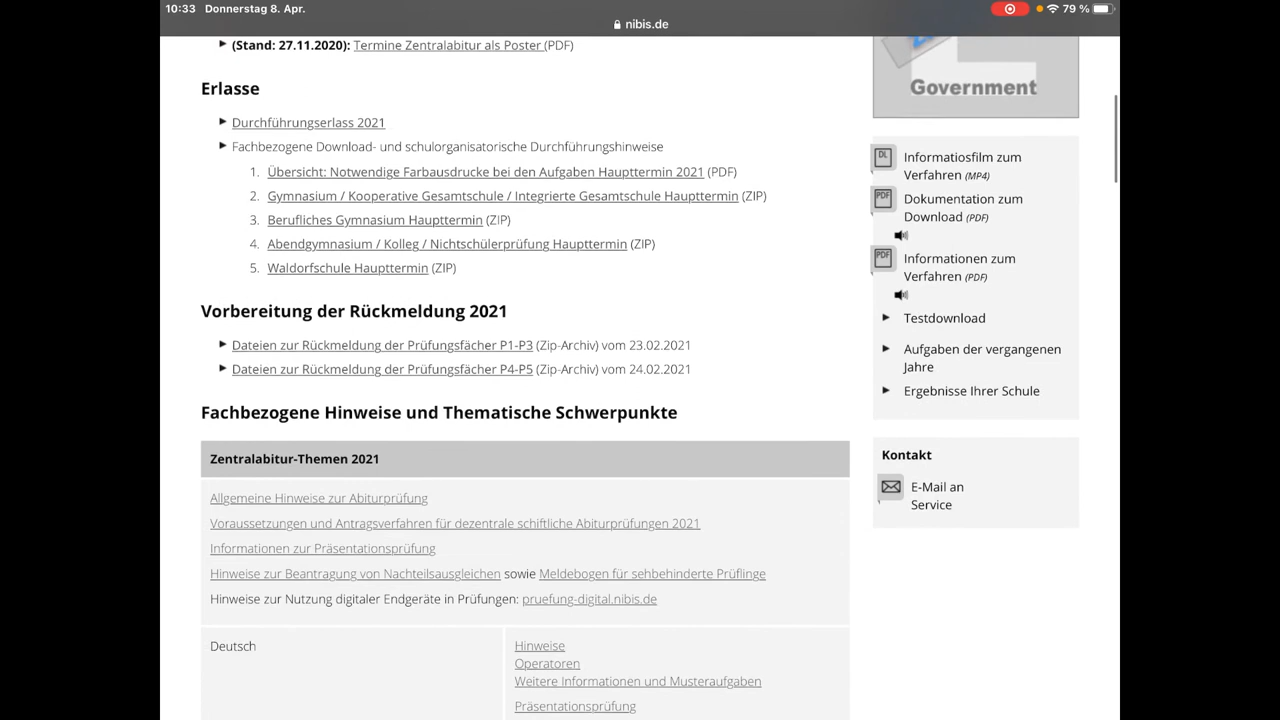 10:33 Donnerstag 8. Apr.
79 %
nibis.de
(Stand: 27.11.2020): Termine Zentralabitur als Poster (PDF)
Erlasse
Durchführungserlass 2021
Fachbezogene Download- und schulorganisatorische Durchführungshinweise
1. Übersicht: Notwendige Farbausdrucke bei den Aufgaben Haupttermin 2021 (PDF)
2. Gymnasium / Kooperative Gesamtschule / Integrierte Gesamtschule Haupttermin (ZIP)
3. Berufliches Gymnasium Haupttermin (ZIP)
4. Abendgymnasium / Kolleg / Nichtschülerprüfung Haupttermin (ZIP)
5. Waldorfschule Haupttermin (ZIP)
Vorbereitung der Rückmeldung 2021
Dateien zur Rückmeldung der Prüfungsfächer P1-P3 (Zip-Archiv) vom 23.02.2021
Dateien zur Rückmeldung der Prüfungsfächer P4-P5 (Zip-Archiv) vom 24.02.2021
Fachbezogene Hinweise und Thematische Schwerpunkte
Zentralabitur-Themen 2021
Allgemeine Hinweise zur Abiturprüfung
Voraussetzungen und Antragsverfahren für dezentrale schiftliche Abiturprüfungen 2021
Informationen zur Präsentationsprüfung
Hinweise zur Beantragung von Nachteilsausgleichen sowie Meldebogen für sehbehinderte Prüflinge
Hinweise zur Nutzung digitaler Endgeräte in Prüfungen: pruefung-digital.nibis.de
Deutsch
Hinweise
Operatoren
Weitere Informationen und Musteraufgaben
Präsentationsprüfung
Government
DL
Informatiosfilm zum
Verfahren (MP4)
PDF
Dokumentation zum
Download (PDF)
PDF
Informationen zum
Verfahren (PDF)
Testdownload
Aufgaben der vergangenen
Jahre
Ergebnisse Ihrer Schule
Kontakt
E-Mail an
Service